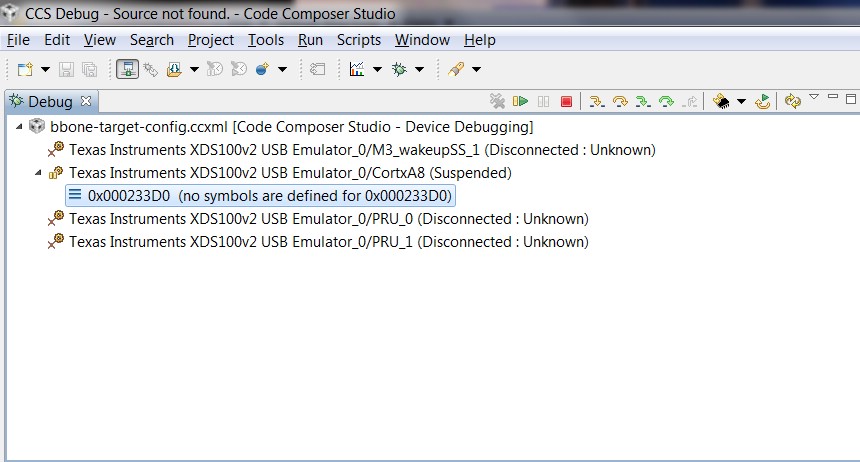 CCS Debug - Source not found. - Code Composer Studio
File Edit View Search Project Tools Run Scripts Window Help
Debug
bbone-target-config.ccxml [Code Composer Studio - Device Debugging]
Texas Instruments XDS100v2 USB Emulator_0/M3_wakeupSS_1 (Disconnected : Unknown)
Texas Instruments XDS100v2 USB Emulator_0/CortxA8 (Suspended)
0x000233D0 (no symbols are defined for 0x000233D0)
Texas Instruments XDS100v2 USB Emulator_0/PRU_0 (Disconnected : Unknown)
Texas Instruments XDS100v2 USB Emulator_0/PRU_1 (Disconnected : Unknown)